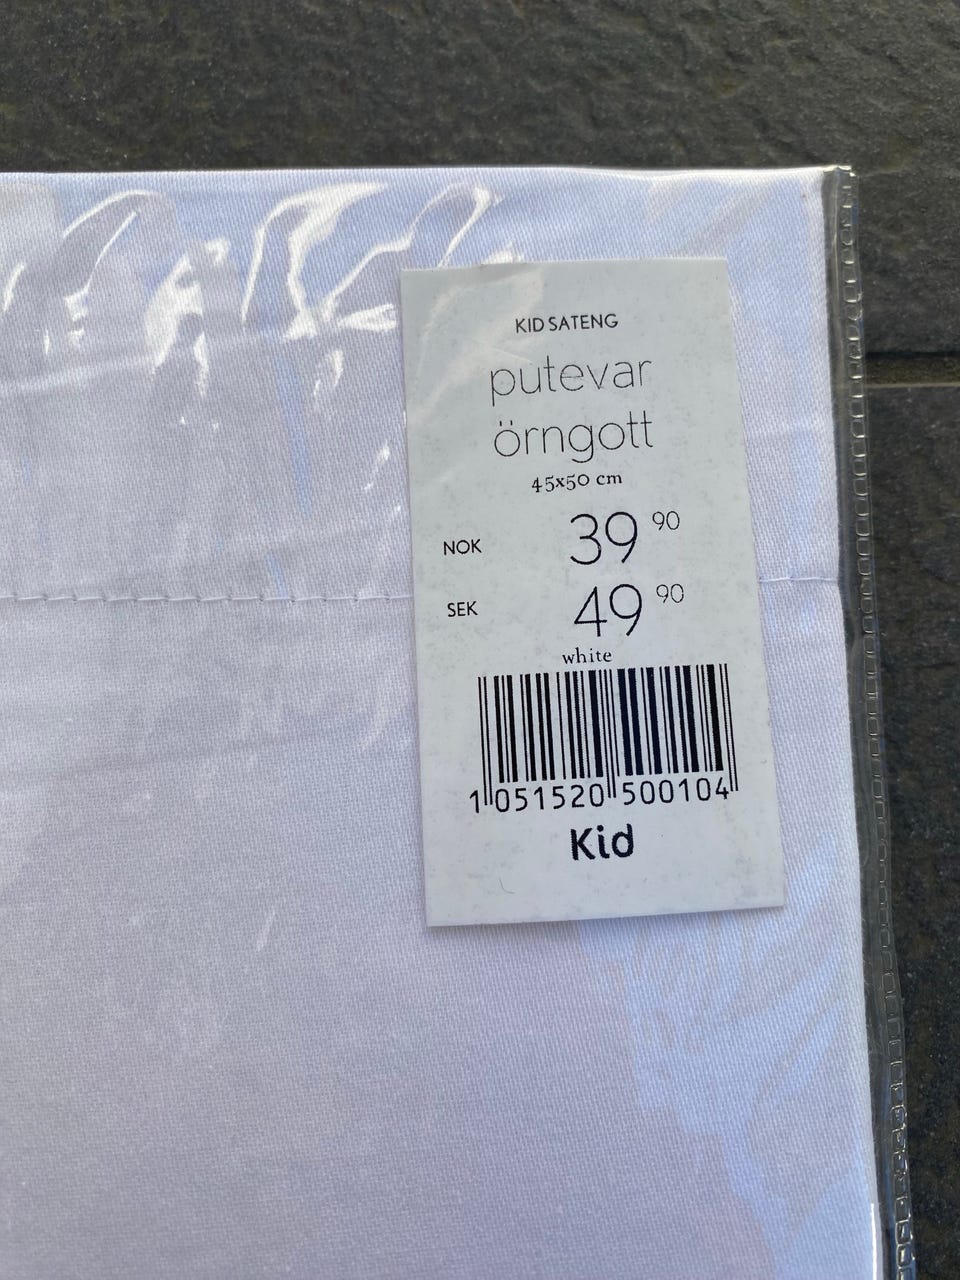 KID SATENG
putevar
örngott
45x50 cm
NOK 39 90
SEK 49 90
white
1 051520 500104
Kid